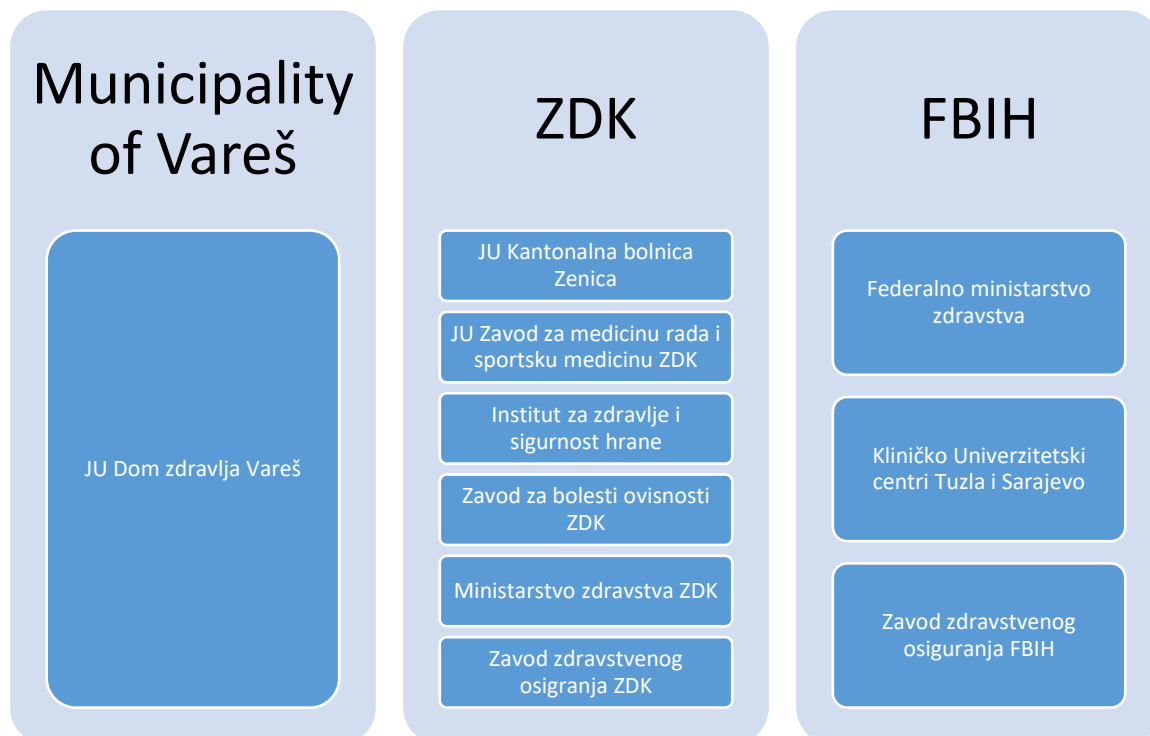 Municipality
of Vareš
JU Dom zdravlja Vareš
ZDK
JU Kantonalna bolnica
Zenica
JU Zavod za medicinu rada i
sportsku medicinu ZDK
Institut za zdravlje i
sigurnost hrane
Zavod za bolesti ovisnosti
ZDK
Ministarstvo zdravstva ZDK
Zavod zdravstvenog
osigranja ZDK
FBIH
Federalno ministarstvo
zdravstva
Kliničko Univerzitetski
centri Tuzla i Sarajevo
Zavod zdravstvenog
osiguranja FBIH